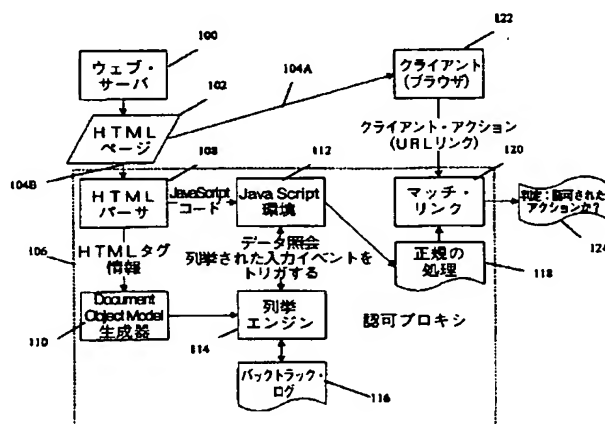 100
ウェブ・
サーバ
102
HTML
ページ
104A
122
クライアント
(ブラウザ)
クライアント・アクション
(URLリンク)
104B
108
HTML
パーサ
JavaScript
コード
112
Java Script
環境
120
マッチ・
リンク
判定:認可された
アクションか?
124
106
HTMLタグ
情報
データ照会
列挙された入力イベントを
トリガする
正規の
処理
118
Document
Object Model
生成器
110
列挙
エンジン
114
認可プロキシ
バックトラック・
ログ
116